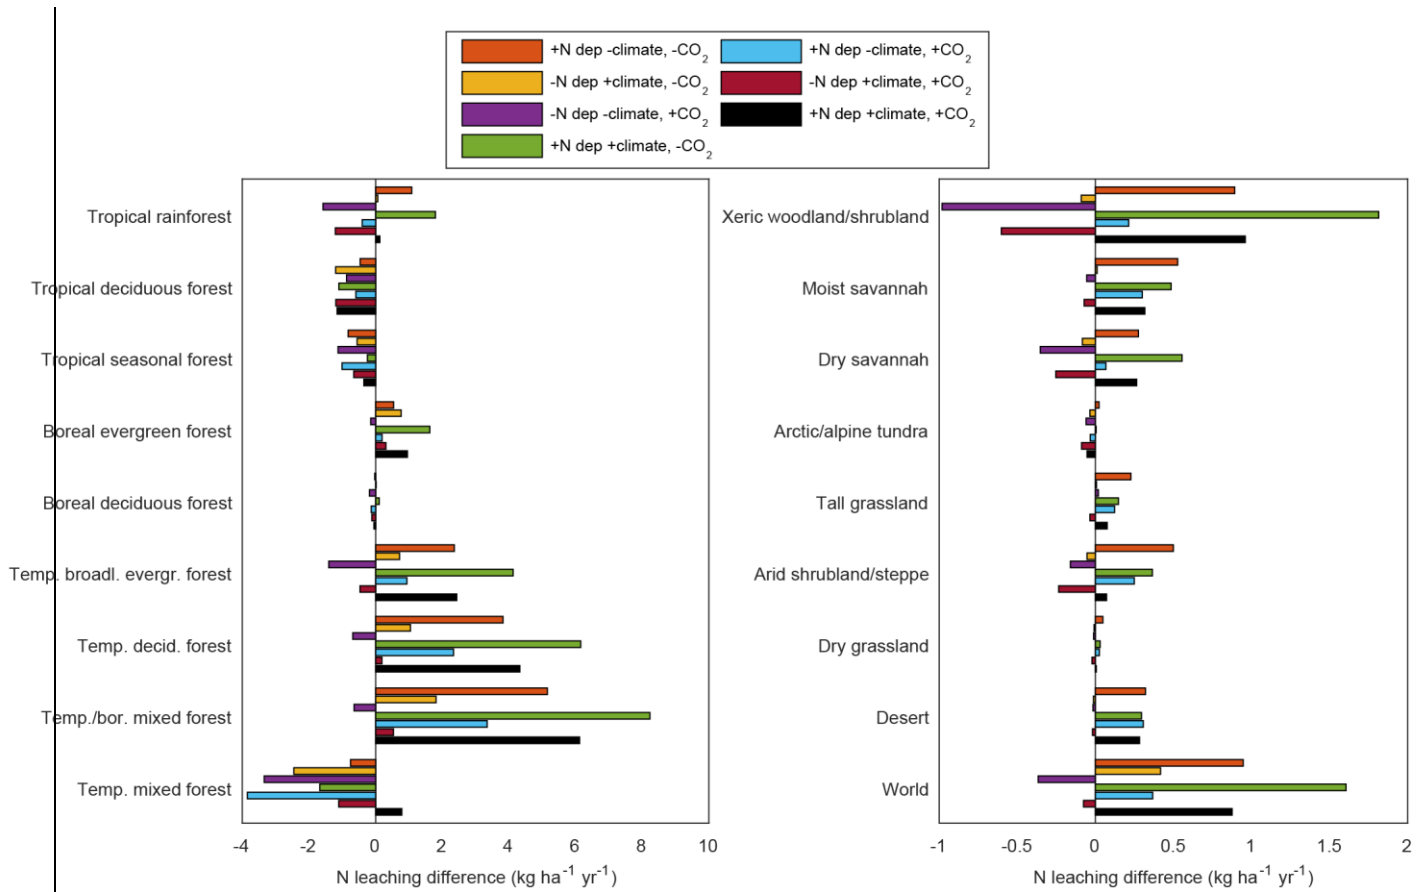 +N dep -climate, -CO₂
+N dep -climate, +CO₂
-N dep +climate, -CO₂
-N dep +climate, +CO₂
-N dep -climate, +CO₂
+N dep +climate, +CO₂
+N dep +climate, -CO₂
Tropical rainforest
Tropical deciduous forest
Tropical seasonal forest
Boreal evergreen forest
Boreal deciduous forest
Temp. broadl. evergr. forest
Temp. decid. forest
Temp./bor. mixed forest
Temp. mixed forest
-4 -2 0 2 4 6 8 10
N leaching difference (kg ha⁻¹ yr⁻¹)
Xeric woodland/shrubland
Moist savannah
Dry savannah
Arctic/alpine tundra
Tall grassland
Arid shrubland/steppe
Dry grassland
Desert
World
-1 -0.5 0 0.5 1 1.5 2
N leaching difference (kg ha⁻¹ yr⁻¹)